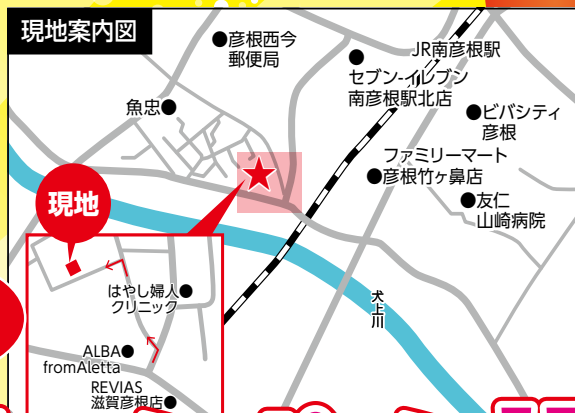 現地案内図
彦根西今
郵便局
JR南彦根駅
セブン-イレブン
南彦根駅北店
魚忠
ビバシティ
彦根
ファミリーマート
彦根竹ヶ鼻店
友仁
山崎病院
現地
はやし婦人
クリニック
ALBA
fromAletta
REVIAS
滋賀彦根店
犬上川